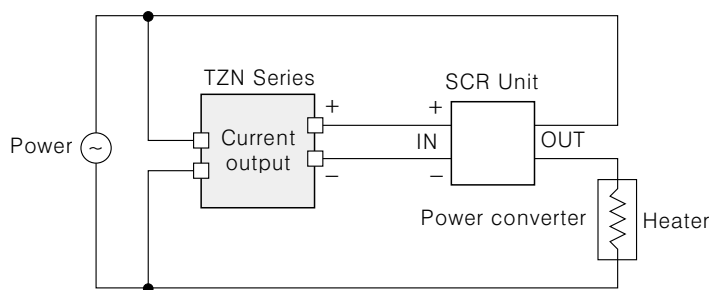 TZN Series
SCR Unit
+
+
Power
~
Current
output
IN
OUT
−
−
Power converter
Heater